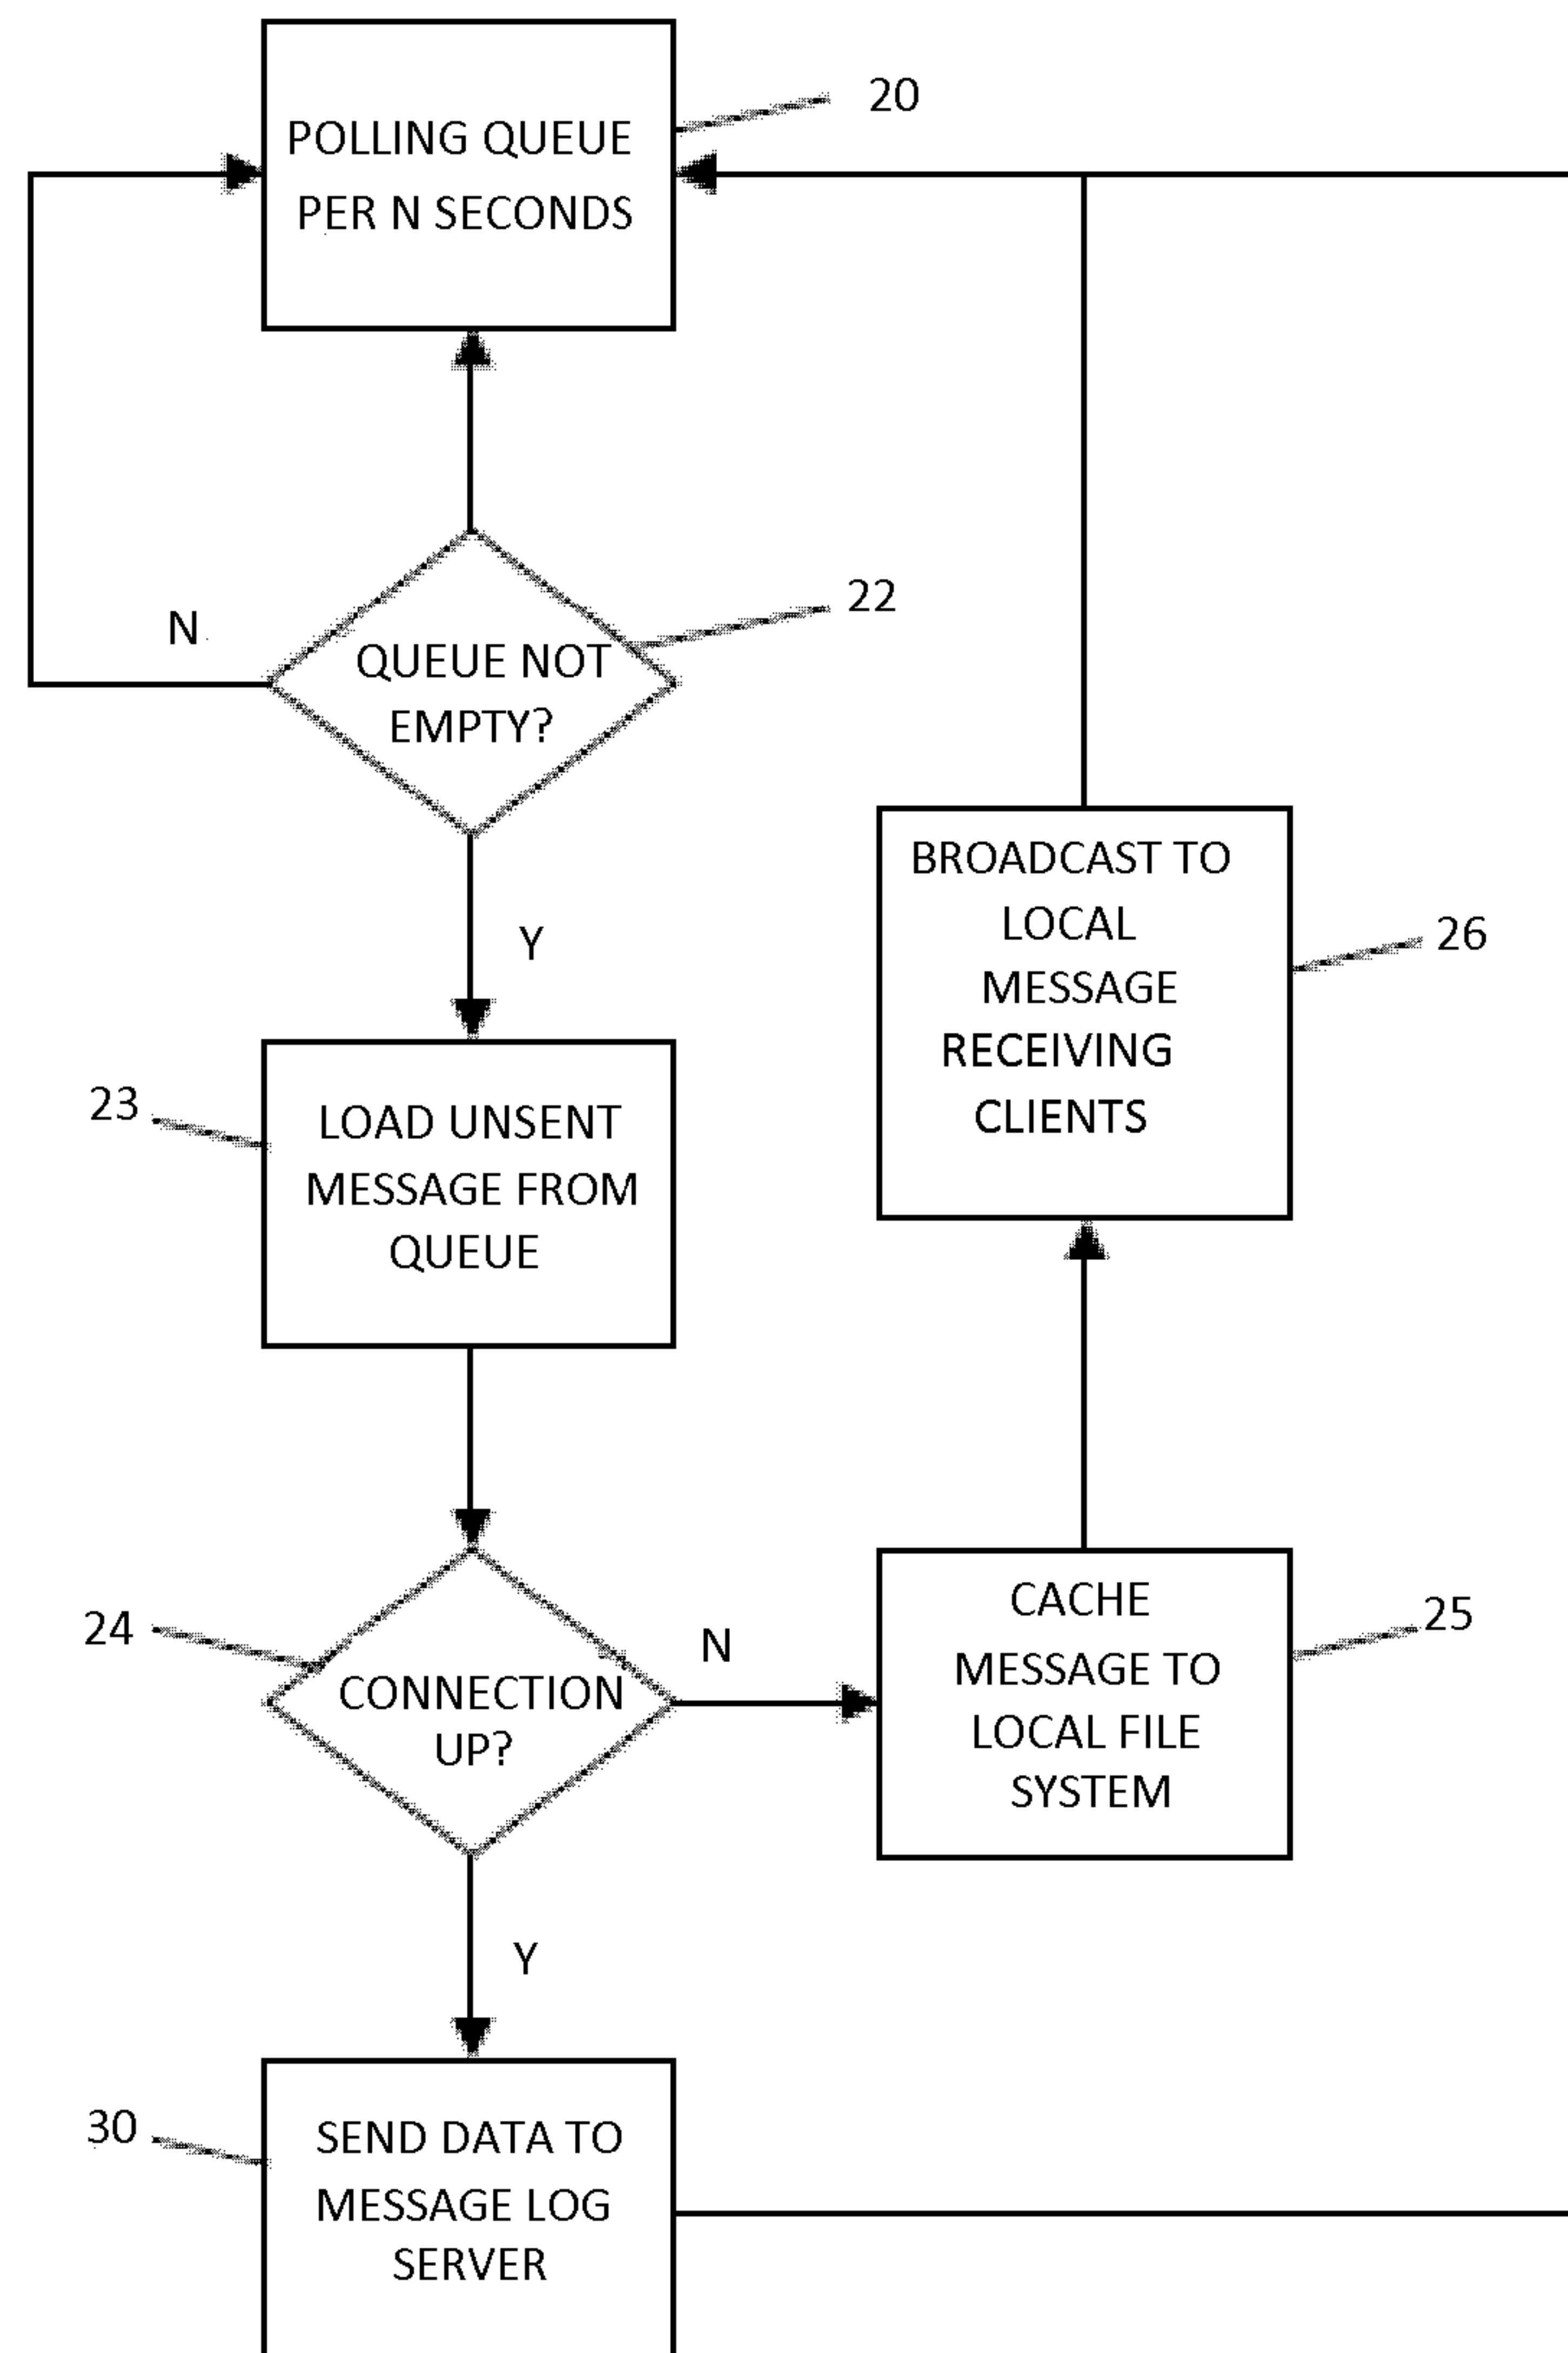 20
POLLING QUEUE
PER N SECONDS
22
N
QUEUE NOT
EMPTY?
Y
BROADCAST TO
LOCAL
MESSAGE
RECEIVING
CLIENTS
26
23
LOAD UNSENT
MESSAGE FROM
QUEUE
24
CONNECTION
UP?
N
CACHE
MESSAGE TO
LOCAL FILE
SYSTEM
25
Y
30
SEND DATA TO
MESSAGE LOG
SERVER